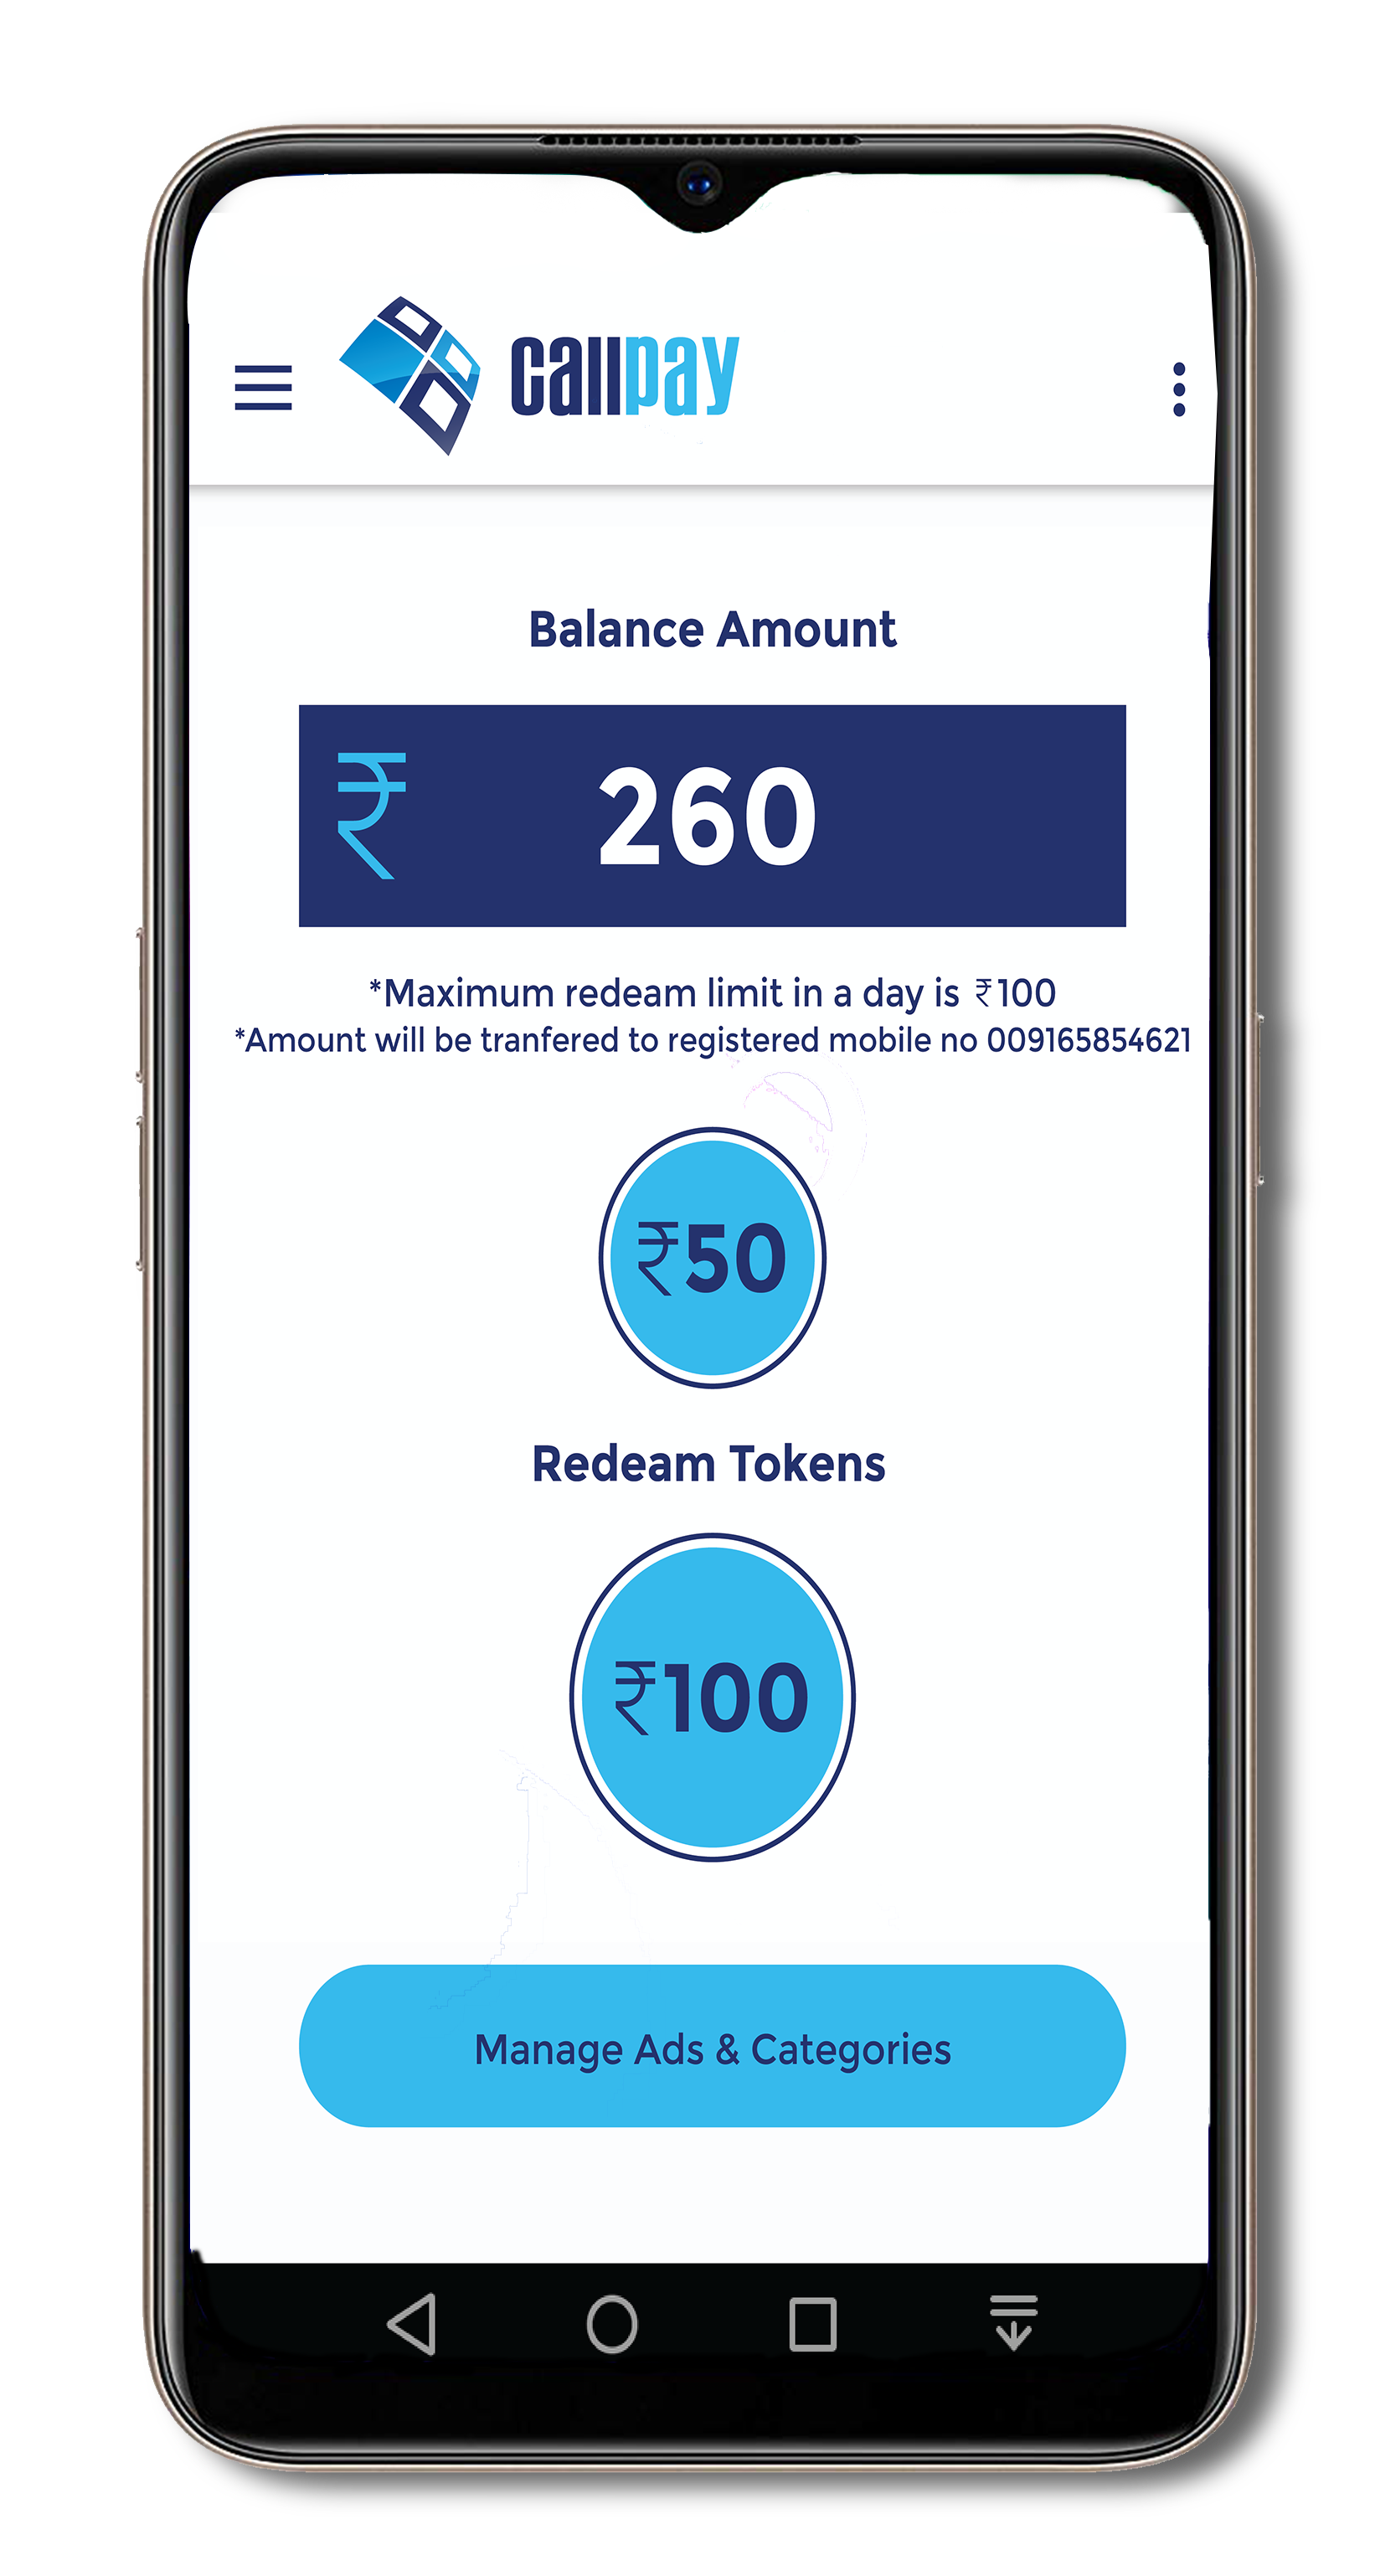 callpay
Balance Amount
₹ 260
*Maximum redeam limit in a day is ₹100
*Amount will be tranfered to registered mobile no 009165854621
₹50
Redeam Tokens
₹100
Manage Ads & Categories